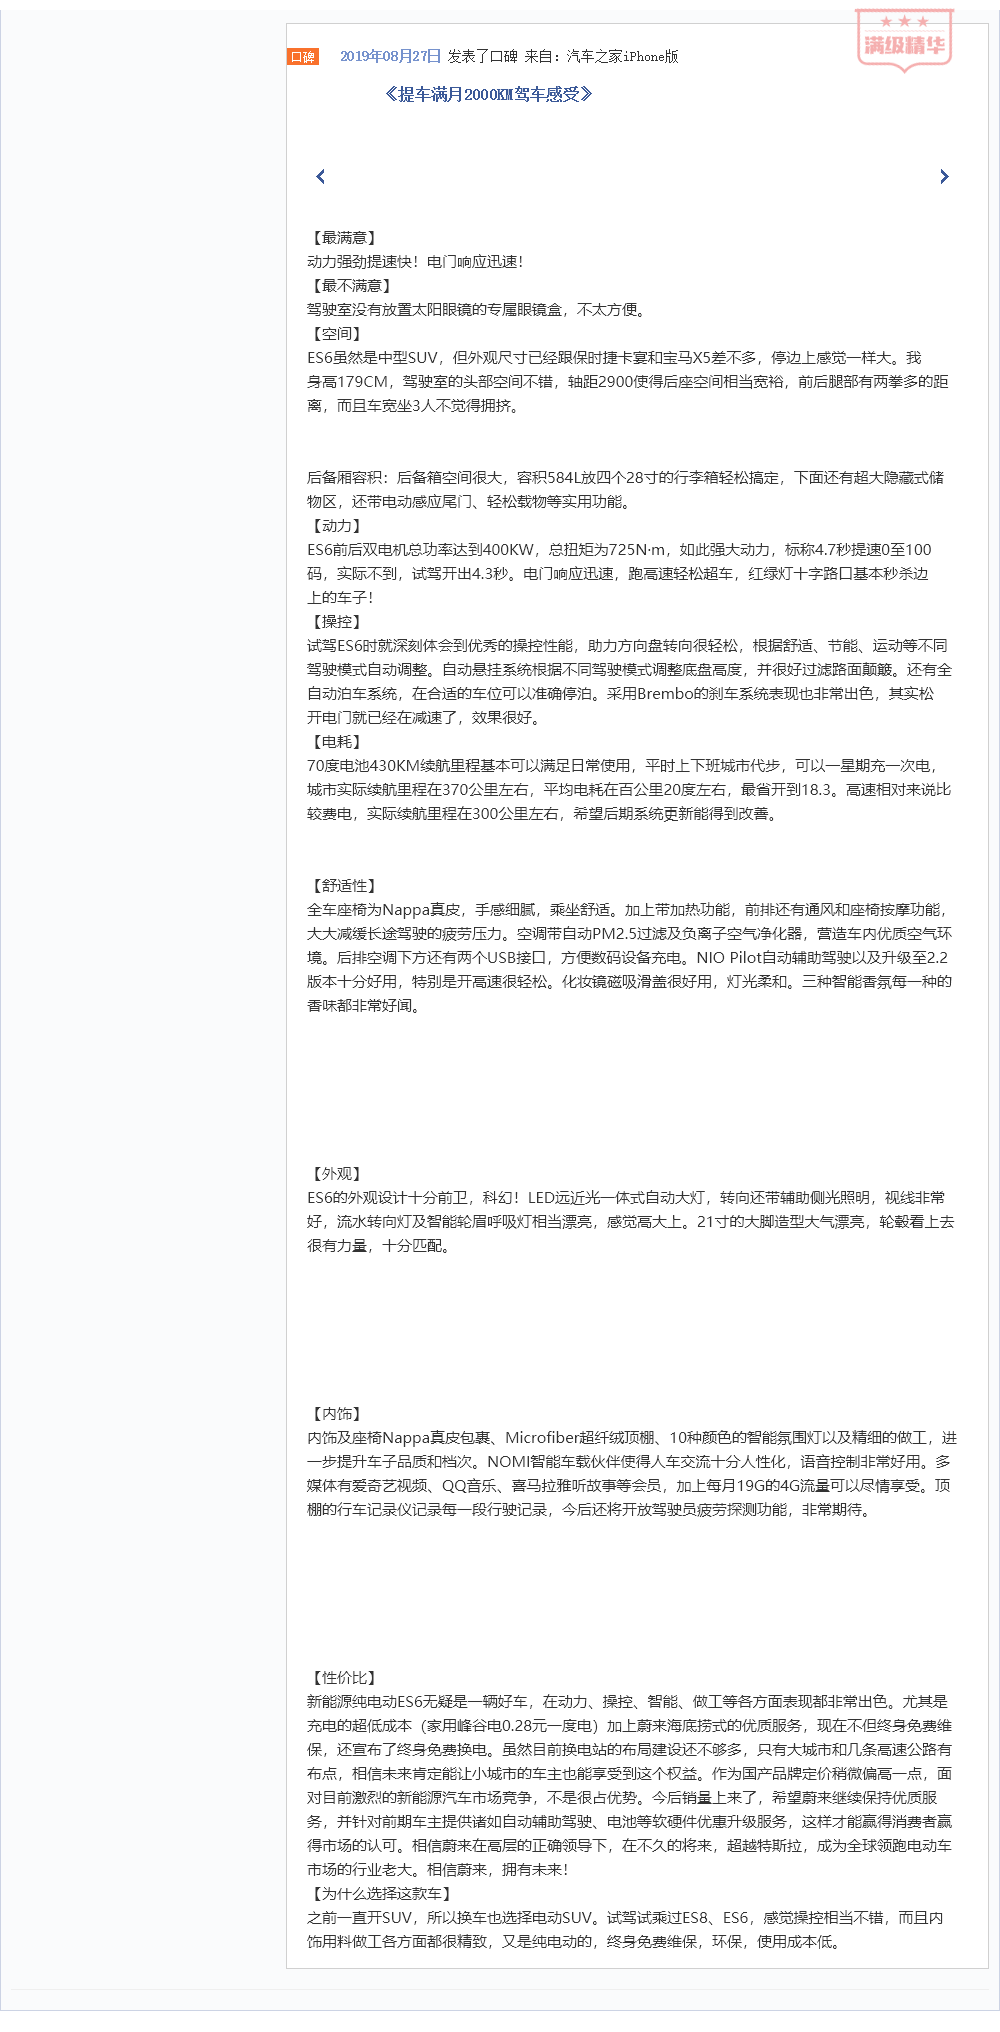 满级精华
口碑 2019年08月27日 发表了口碑 来自：汽车之家iPhone版
《提车满月2000KM驾车感受》
【最满意】
动力强劲提速快！电门响应迅速！
【最不满意】
驾驶室没有放置太阳眼镜的专属眼镜盒，不太方便。
【空间】
ES6虽然是中型SUV，但外观尺寸已经跟保时捷卡宴和宝马X5差不多，停边上感觉一样大。我
身高179CM，驾驶室的头部空间不错，轴距2900使得后座空间相当宽裕，前后腿部有两拳多的距
离，而且车宽坐3人不觉得拥挤。
后备厢容积：后备箱空间很大，容积584L放四个28寸的行李箱轻松搞定，下面还有超大隐藏式储
物区，还带电动感应尾门、轻松载物等实用功能。
【动力】
ES6前后双电机总功率达到400KW，总扭矩为725N·m，如此强大动力，标称4.7秒提速0至100
码，实际不到，试驾开出4.3秒。电门响应迅速，跑高速轻松超车，红绿灯十字路口基本秒杀边
上的车子！
【操控】
试驾ES6时就深刻体会到优秀的操控性能，助力方向盘转向很轻松，根据舒适、节能、运动等不同
驾驶模式自动调整。自动悬挂系统根据不同驾驶模式调整底盘高度，并很好过滤路面颠簸。还有全
自动泊车系统，在合适的车位可以准确停泊。采用Brembo的刹车系统表现也非常出色，其实松
开电门就已经在减速了，效果很好。
【电耗】
70度电池430KM续航里程基本可以满足日常使用，平时上下班城市代步，可以一星期充一次电，
城市实际续航里程在370公里左右，平均电耗在百公里20度左右，最省开到18.3。高速相对来说比
较费电，实际续航里程在300公里左右，希望后期系统更新能得到改善。
【舒适性】
全车座椅为Nappa真皮，手感细腻，乘坐舒适。加上带加热功能，前排还有通风和座椅按摩功能，
大大减缓长途驾驶的疲劳压力。空调带自动PM2.5过滤及负离子空气净化器，营造车内优质空气环
境。后排空调下方还有两个USB接口，方便数码设备充电。NIO Pilot自动辅助驾驶以及升级至2.2
版本十分好用，特别是开高速很轻松。化妆镜磁吸滑盖很好用，灯光柔和。三种智能香氛每一种的
香味都非常好闻。
【外观】
ES6的外观设计十分前卫，科幻！LED远近光一体式自动大灯，转向还带辅助侧光照明，视线非常
好，流水转向灯及智能轮眉呼吸灯相当漂亮，感觉高大上。21寸的大脚造型大气漂亮，轮毂看上去
很有力量，十分匹配。
【内饰】
内饰及座椅Nappa真皮包裹、Microfiber超纤绒顶棚、10种颜色的智能氛围灯以及精细的做工，进
一步提升车子品质和档次。NOMI智能车载伙伴使得人车交流十分人性化，语音控制非常好用。多
媒体有爱奇艺视频、QQ音乐、喜马拉雅听故事等会员，加上每月19G的4G流量可以尽情享受。顶
棚的行车记录仪记录每一段行驶记录，今后还将开放驾驶员疲劳探测功能，非常期待。
【性价比】
新能源纯电动ES6无疑是一辆好车，在动力、操控、智能、做工等各方面表现都非常出色。尤其是
充电的超低成本（家用峰谷电0.28元一度电）加上蔚来海底捞式的优质服务，现在不但终身免费维
保，还宣布了终身免费换电。虽然目前换电站的布局建设还不够多，只有大城市和几条高速公路有
布点，相信未来肯定能让小城市的车主也能享受到这个权益。作为国产品牌定价稍微偏高一点，面
对目前激烈的新能源汽车市场竞争，不是很占优势。今后销量上来了，希望蔚来继续保持优质服
务，并针对前期车主提供诸如自动辅助驾驶、电池等软硬件优惠升级服务，这样才能赢得消费者赢
得市场的认可。相信蔚来在高层的正确领导下，在不久的将来，超越特斯拉，成为全球领跑电动车
市场的行业老大。相信蔚来，拥有未来！
【为什么选择这款车】
之前一直开SUV，所以换车也选择电动SUV。试驾试乘过ES8、ES6，感觉操控相当不错，而且内
饰用料做工各方面都很精致，又是纯电动的，终身免费维保，环保，使用成本低。